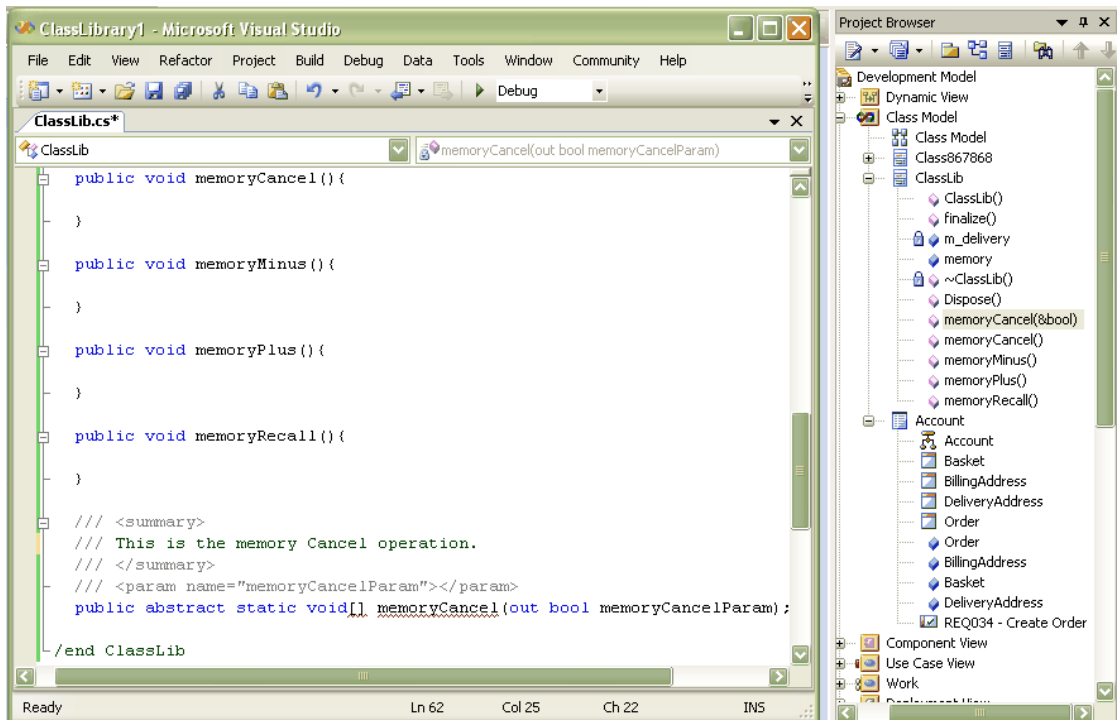 ClassLibrary1 - Microsoft Visual Studio
File Edit View Refactor Project Build Debug Data Tools Window Community Help
Debug
ClassLib.cs*
ClassLib
memoryCancel(out bool memoryCancelParam)
public void memoryCancel(){
}
public void memoryMinus(){
}
public void memoryPlus(){
}
public void memoryRecall(){
}
/// <summary>
/// This is the memory Cancel operation.
/// </summary>
/// <param name="memoryCancelParam"></param>
public abstract static void[] memoryCancel(out bool memoryCancelParam);
/end ClassLib
Ready Ln 62 Col 25 Ch 22 INS
Project Browser
Development Model
Dynamic View
Class Model
Class Model
Class867868
ClassLib
ClassLib()
finalize()
m_delivery
memory
~ClassLib()
Dispose()
memoryCancel(&bool)
memoryCancel()
memoryMinus()
memoryPlus()
memoryRecall()
Account
Account
Basket
BillingAddress
DeliveryAddress
Order
Order
BillingAddress
Basket
DeliveryAddress
REQ034 - Create Order
Component View
Use Case View
Work